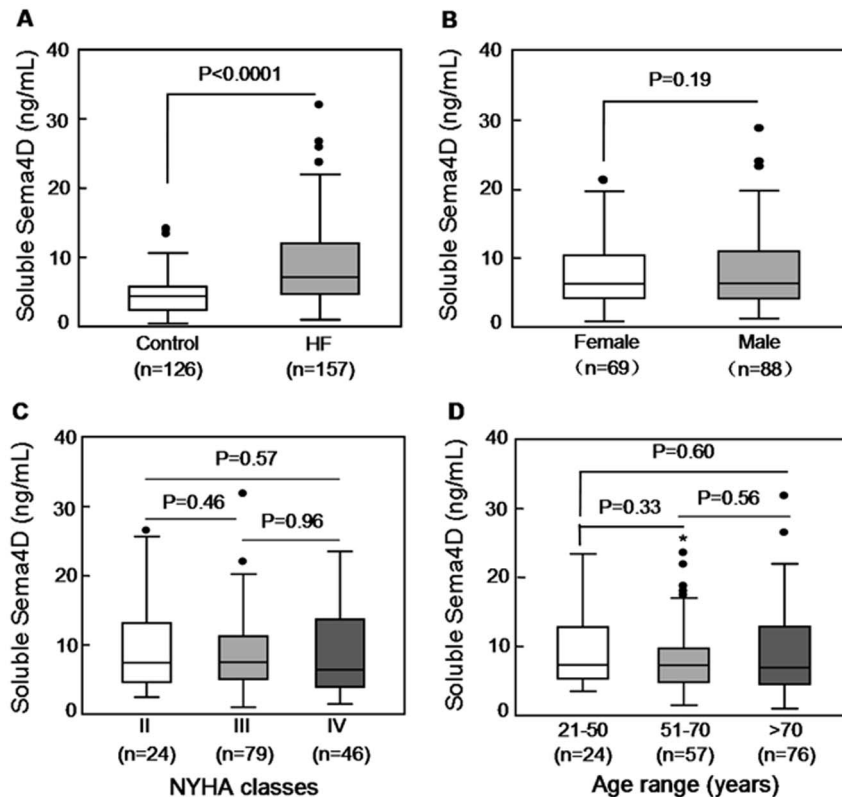 A
Soluble Sema4D (ng/mL)
40
30
20
10
0
P<0.0001
Control
HF
(n=126)
(n=157)
B
Soluble Sema4D (ng/mL)
40
30
20
10
0
P=0.19
Female
Male
（n=69）
（n=88）
C
Soluble Sema4D (ng/mL)
40
30
20
10
0
P=0.57
P=0.46
P=0.96
II
III
IV
(n=24)
(n=79)
(n=46)
NYHA classes
D
Soluble Sema4D (ng/mL)
40
30
20
10
0
P=0.60
P=0.33
P=0.56
*
21-50
51-70
>70
(n=24)
(n=57)
(n=76)
Age range (years)